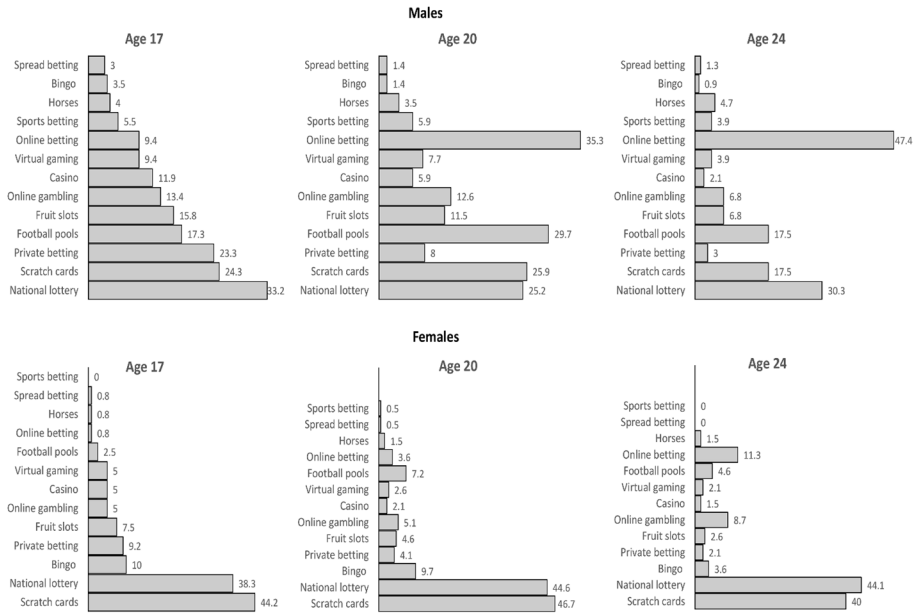 Males
Age 17
Spread betting 3
Bingo 3.5
Horses 4
Sports betting 5.5
Online betting 9.4
Virtual gaming 9.4
Casino 11.9
Online gambling 13.4
Fruit slots 15.8
Football pools 17.3
Private betting 23.3
Scratch cards 24.3
National lottery 33.2
Age 20
Spread betting 1.4
Bingo 1.4
Horses 3.5
Sports betting 5.9
Online betting 35.3
Virtual gaming 7.7
Casino 5.9
Online gambling 12.6
Fruit slots 11.5
Football pools 29.7
Private betting 8
Scratch cards 25.9
National lottery 25.2
Age 24
Spread betting 1.3
Bingo 0.9
Horses 4.7
Sports betting 3.9
Online betting 47.4
Virtual gaming 3.9
Casino 2.1
Online gambling 6.8
Fruit slots 6.8
Football pools 17.5
Private betting 3
Scratch cards 17.5
National lottery 30.3
Females
Age 17
Sports betting 0
Spread betting 0.8
Horses 0.8
Online betting 0.8
Football pools 2.5
Virtual gaming 5
Casino 5
Online gambling 5
Fruit slots 7.5
Private betting 9.2
Bingo 10
National lottery 38.3
Scratch cards 44.2
Age 20
Sports betting 0.5
Spread betting 0.5
Horses 1.5
Online betting 3.6
Football pools 7.2
Virtual gaming 2.6
Casino 2.1
Online gambling 5.1
Fruit slots 4.6
Private betting 4.1
Bingo 9.7
National lottery 44.6
Scratch cards 46.7
Age 24
Sports betting 0
Spread betting 0
Horses 1.5
Online betting 11.3
Football pools 4.6
Virtual gaming 2.1
Casino 1.5
Online gambling 8.7
Fruit slots 2.6
Private betting 2.1
Bingo 3.6
National lottery 44.1
Scratch cards 40